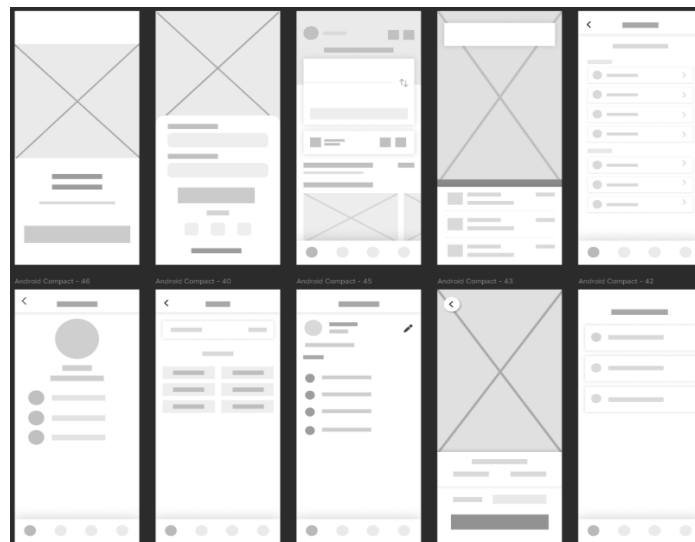 Android Compact - 46
Android Compact - 40
Android Compact - 45
Android Compact - 43
Android Compact - 42